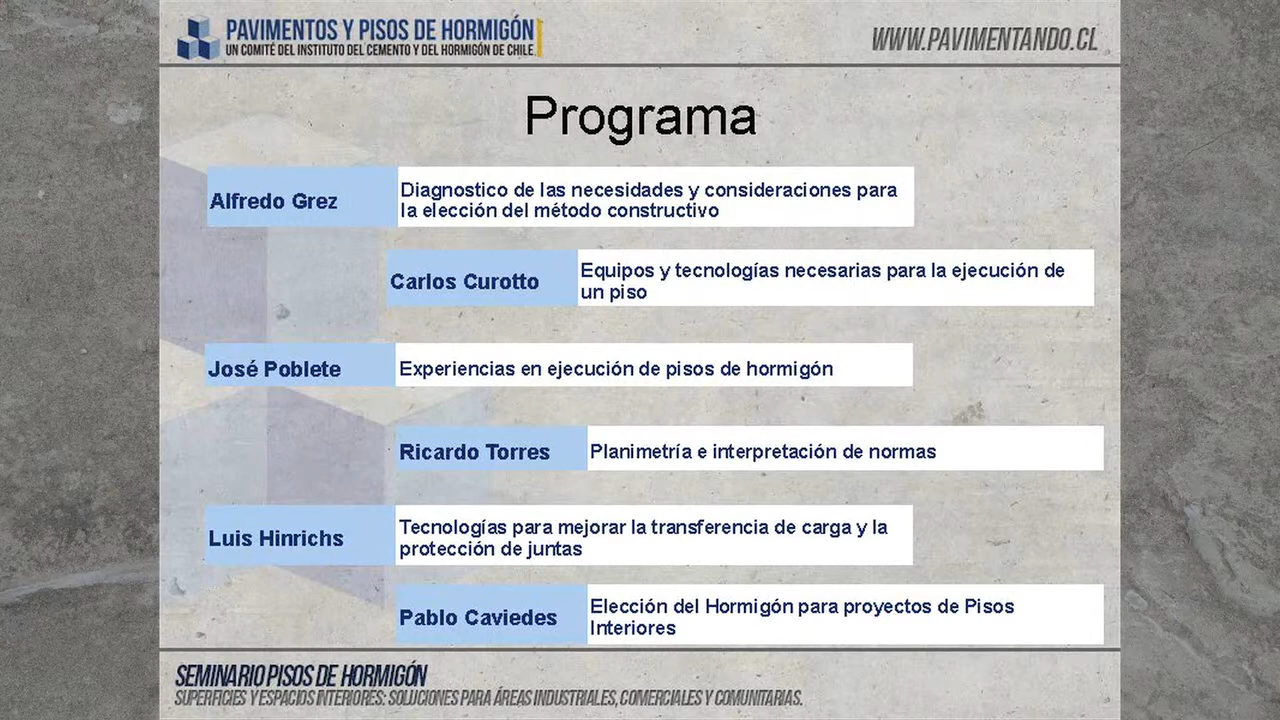 PAVIMENTOS Y PISOS DE HORMIGÓN
UN COMITÉ DEL INSTITUTO DEL CEMENTO Y DEL HORMIGÓN DE CHILE
WWW.PAVIMENTANDO.CL
Programa
Alfredo Grez
Diagnostico de las necesidades y consideraciones para
la elección del método constructivo
Carlos Curotto
Equipos y tecnologías necesarias para la ejecución de
un piso
José Poblete
Experiencias en ejecución de pisos de hormigón
Ricardo Torres
Planimetría e interpretación de normas
Luis Hinrichs
Tecnologías para mejorar la transferencia de carga y la
protección de juntas
Pablo Caviedes
Elección del Hormigón para proyectos de Pisos
Interiores
SEMINARIO PISOS DE HORMIGÓN
SUPERFICIES Y ESPACIOS INTERIORES: SOLUCIONES PARA ÁREAS INDUSTRIALES, COMERCIALES Y COMUNITARIAS.